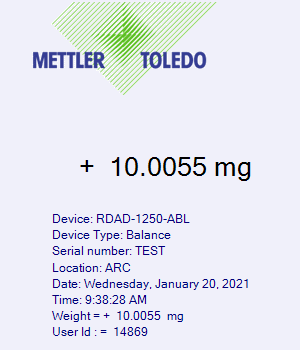 METTLER TOLEDO
+ 10.0055 mg
Device: RDAD-1250-ABL
Device Type: Balance
Serial number: TEST
Location: ARC
Date: Wednesday, January 20, 2021
Time: 9:38:28 AM
Weight = + 10.0055 mg
User Id : = 14869